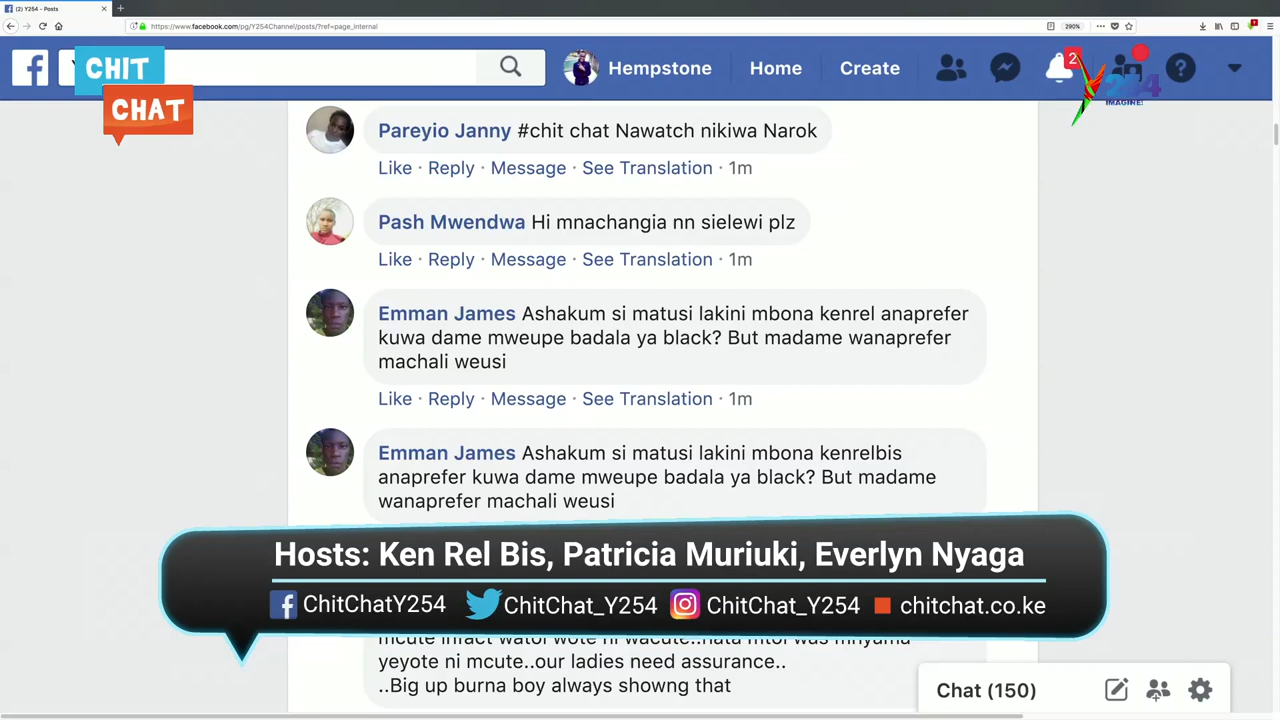 (2) Y254 - Posts
https://www.facebook.com/pg/Y254Channel/posts/?ref=page_internal
290%
CHIT
CHAT
Hempstone
Home
Create
2
Y254
IMAGINE!
Pareyio Janny #chit chat Nawatch nikiwa Narok
Like · Reply · Message · See Translation · 1m
Pash Mwendwa Hi mnachangia nn sielewi plz
Like · Reply · Message · See Translation · 1m
Emman James Ashakum si matusi lakini mbona kenrel anaprefer
kuwa dame mweupe badala ya black? But madame wanaprefer
machali weusi
Like · Reply · Message · See Translation · 1m
Emman James Ashakum si matusi lakini mbona kenrelbis
anaprefer kuwa dame mweupe badala ya black? But madame
wanaprefer machali weusi
Hosts: Ken Rel Bis, Patricia Muriuki, Everlyn Nyaga
ChitChatY254 ChitChat_Y254 ChitChat_Y254 chitchat.co.ke
mcute infact wote ni wacute..hata
yeyote ni mcute..our ladies need assurance..
..Big up burna boy always showng that
Chat (150)